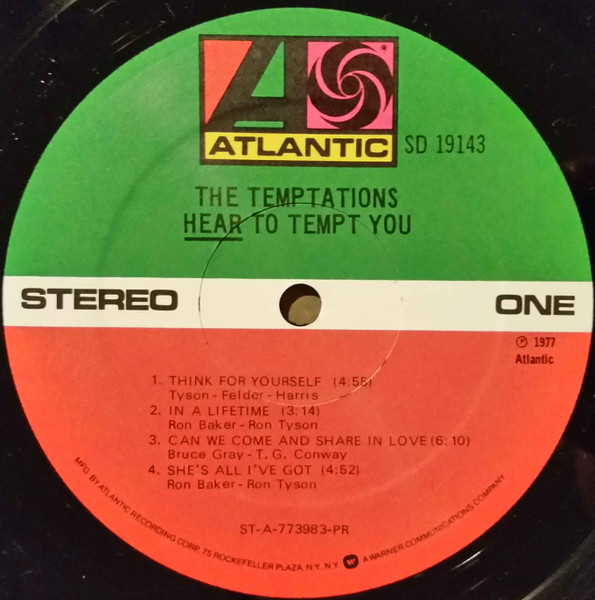 ATLANTIC
SD 19143
THE TEMPTATIONS
HEAR TO TEMPT YOU
STEREO
ONE
℗ 1977
Atlantic
1. THINK FOR YOURSELF (4:58)
Tyson - Felder - Harris
2. IN A LIFETIME (3:14)
Ron Baker - Ron Tyson
3. CAN WE COME AND SHARE IN LOVE (6:10)
Bruce Gray - T. G. Conway
4. SHE'S ALL I'VE GOT (4:52)
Ron Baker - Ron Tyson
ST-A-773983-PR
MFG. BY ATLANTIC RECORDING CORP. 75 ROCKEFELLER PLAZA, N.Y. N.Y. A WARNER COMMUNICATIONS COMPANY